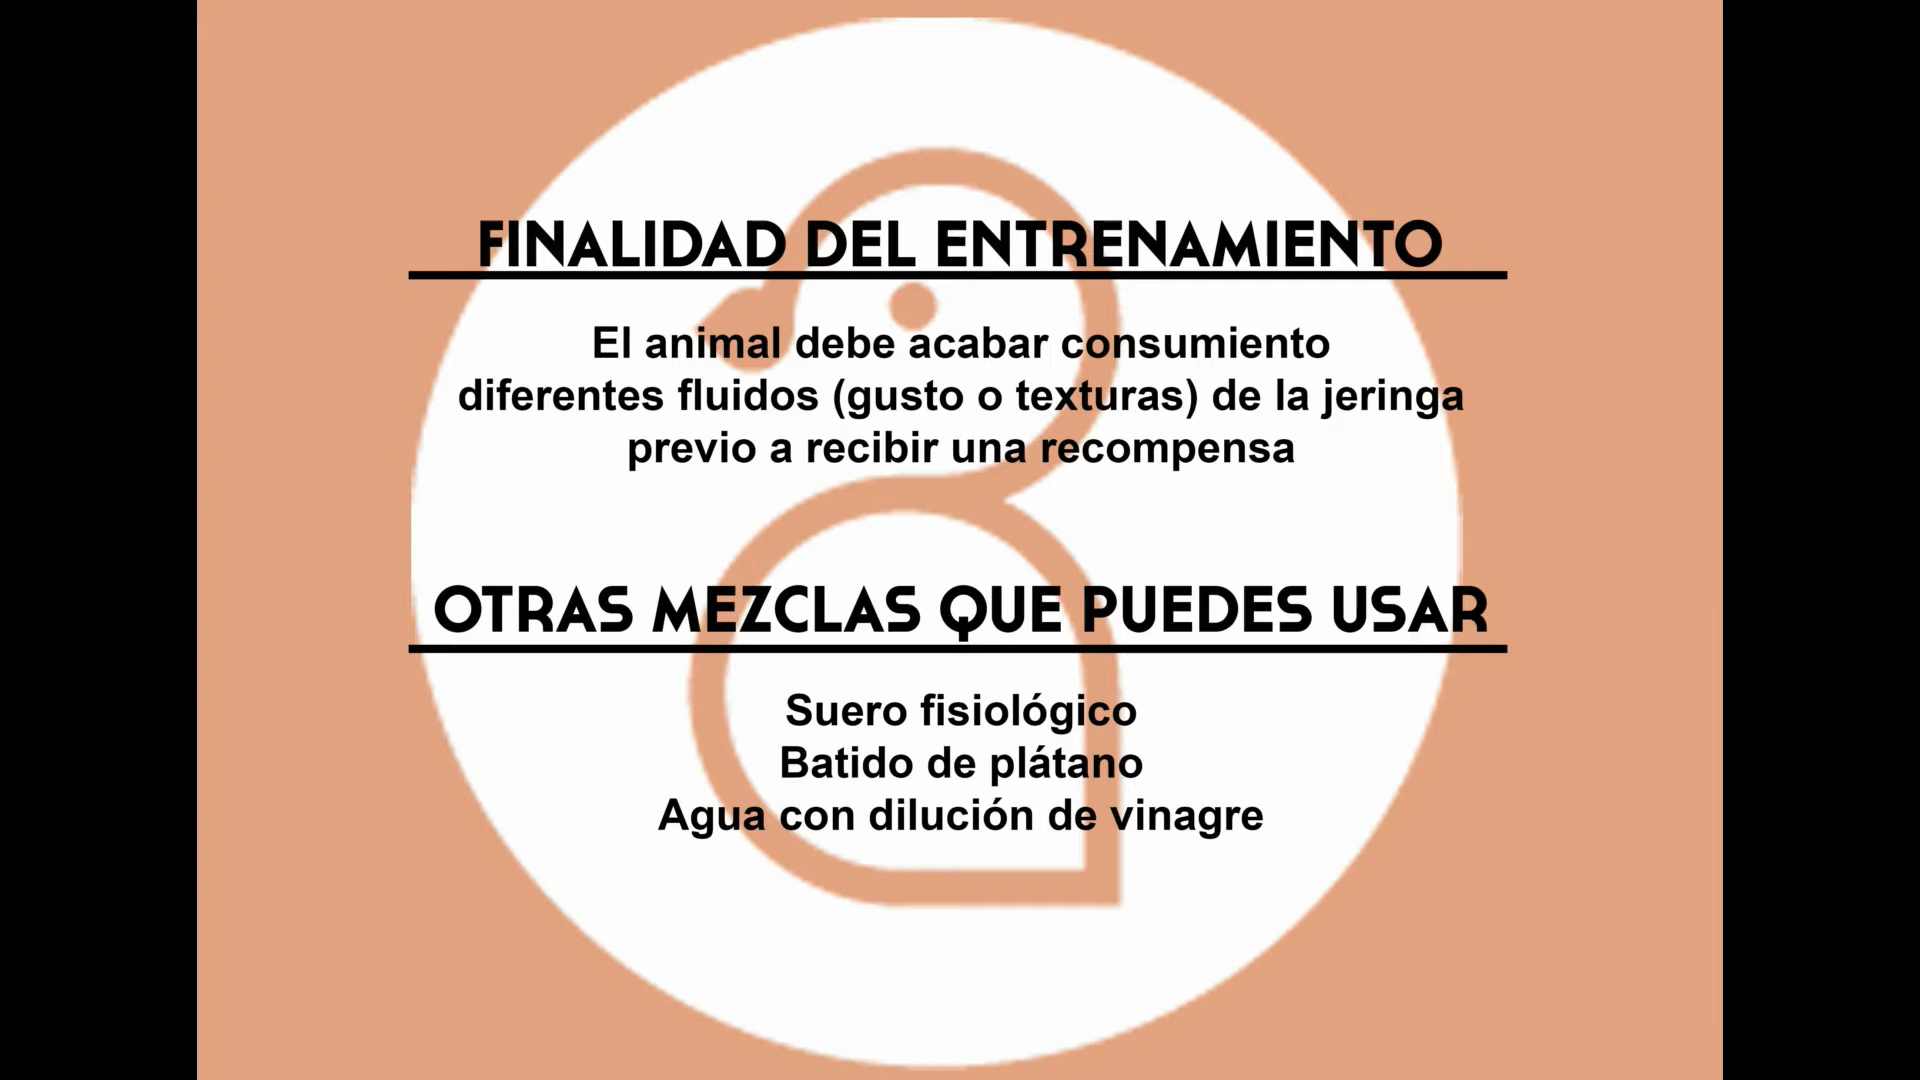 FINALIDAD DEL ENTRENAMIENTO
El animal debe acabar consumiento
diferentes fluidos (gusto o texturas) de la jeringa
previo a recibir una recompensa
OTRAS MEZCLAS QUE PUEDES USAR
Suero fisiológico
Batido de plátano
Agua con dilución de vinagre